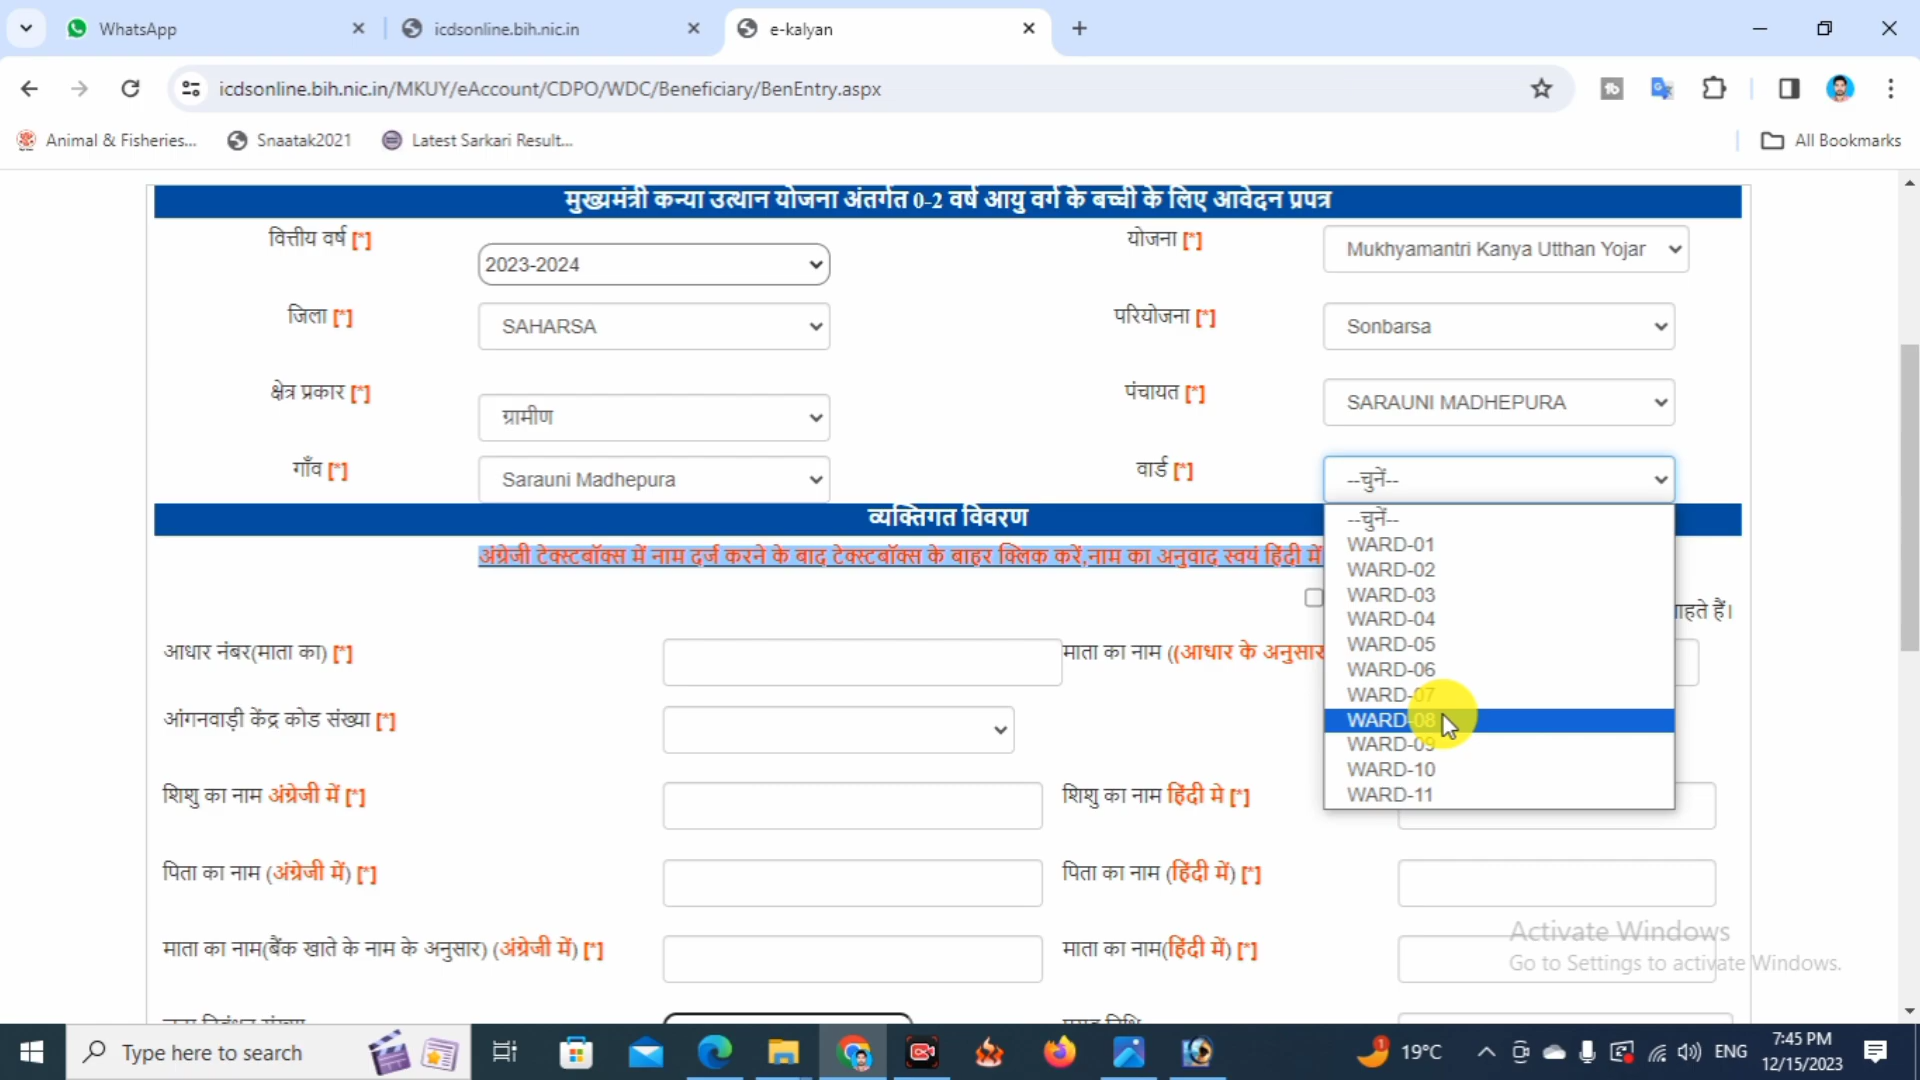 WhatsApp
icdsonline.bih.nic.in
e-kalyan
icdsonline.bih.nic.in/MKUY/eAccount/CDPO/WDC/Beneficiary/BenEntry.aspx
Animal & Fisheries...
Snaatak2021
Latest Sarkari Result...
All Bookmarks
मुख्यमंत्री कन्या उत्थान योजना अंतर्गत 0-2 वर्ष आयु वर्ग के बच्ची के लिए आवेदन प्रपत्र
वित्तीय वर्ष [*]
2023-2024
योजना [*]
Mukhyamantri Kanya Utthan Yojar
जिला [*]
SAHARSA
परियोजना [*]
Sonbarsa
क्षेत्र प्रकार [*]
ग्रामीण
पंचायत [*]
SARAUNI MADHEPURA
गाँव [*]
Sarauni Madhepura
वार्ड [*]
--चुनें--
व्यक्तिगत विवरण
--चुनें--
WARD-01
WARD-02
WARD-03
WARD-04
WARD-05
WARD-06
WARD-07
WARD-08
WARD-09
WARD-10
WARD-11
अंग्रेजी टेक्स्टबॉक्स में नाम दर्ज करने के बाद टेक्स्टबॉक्स के बाहर क्लिक करें,नाम का अनुवाद स्वयं हिंदी में
हैं।
आधार नंबर(माता का) [*]
माता का नाम ((आधार के अनुसार
आंगनवाड़ी केंद्र कोड संख्या [*]
शिशु का नाम अंग्रेजी में [*]
शिशु का नाम हिंदी मे [*]
पिता का नाम (अंग्रेजी में) [*]
पिता का नाम (हिंदी में) [*]
माता का नाम(बैंक खाते के नाम के अनुसार) (अंग्रेजी में) [*]
माता का नाम(हिंदी में) [*]
Activate Windows
Go to Settings to activate Windows.
Type here to search
19°C
ENG
7:45 PM
12/15/2023